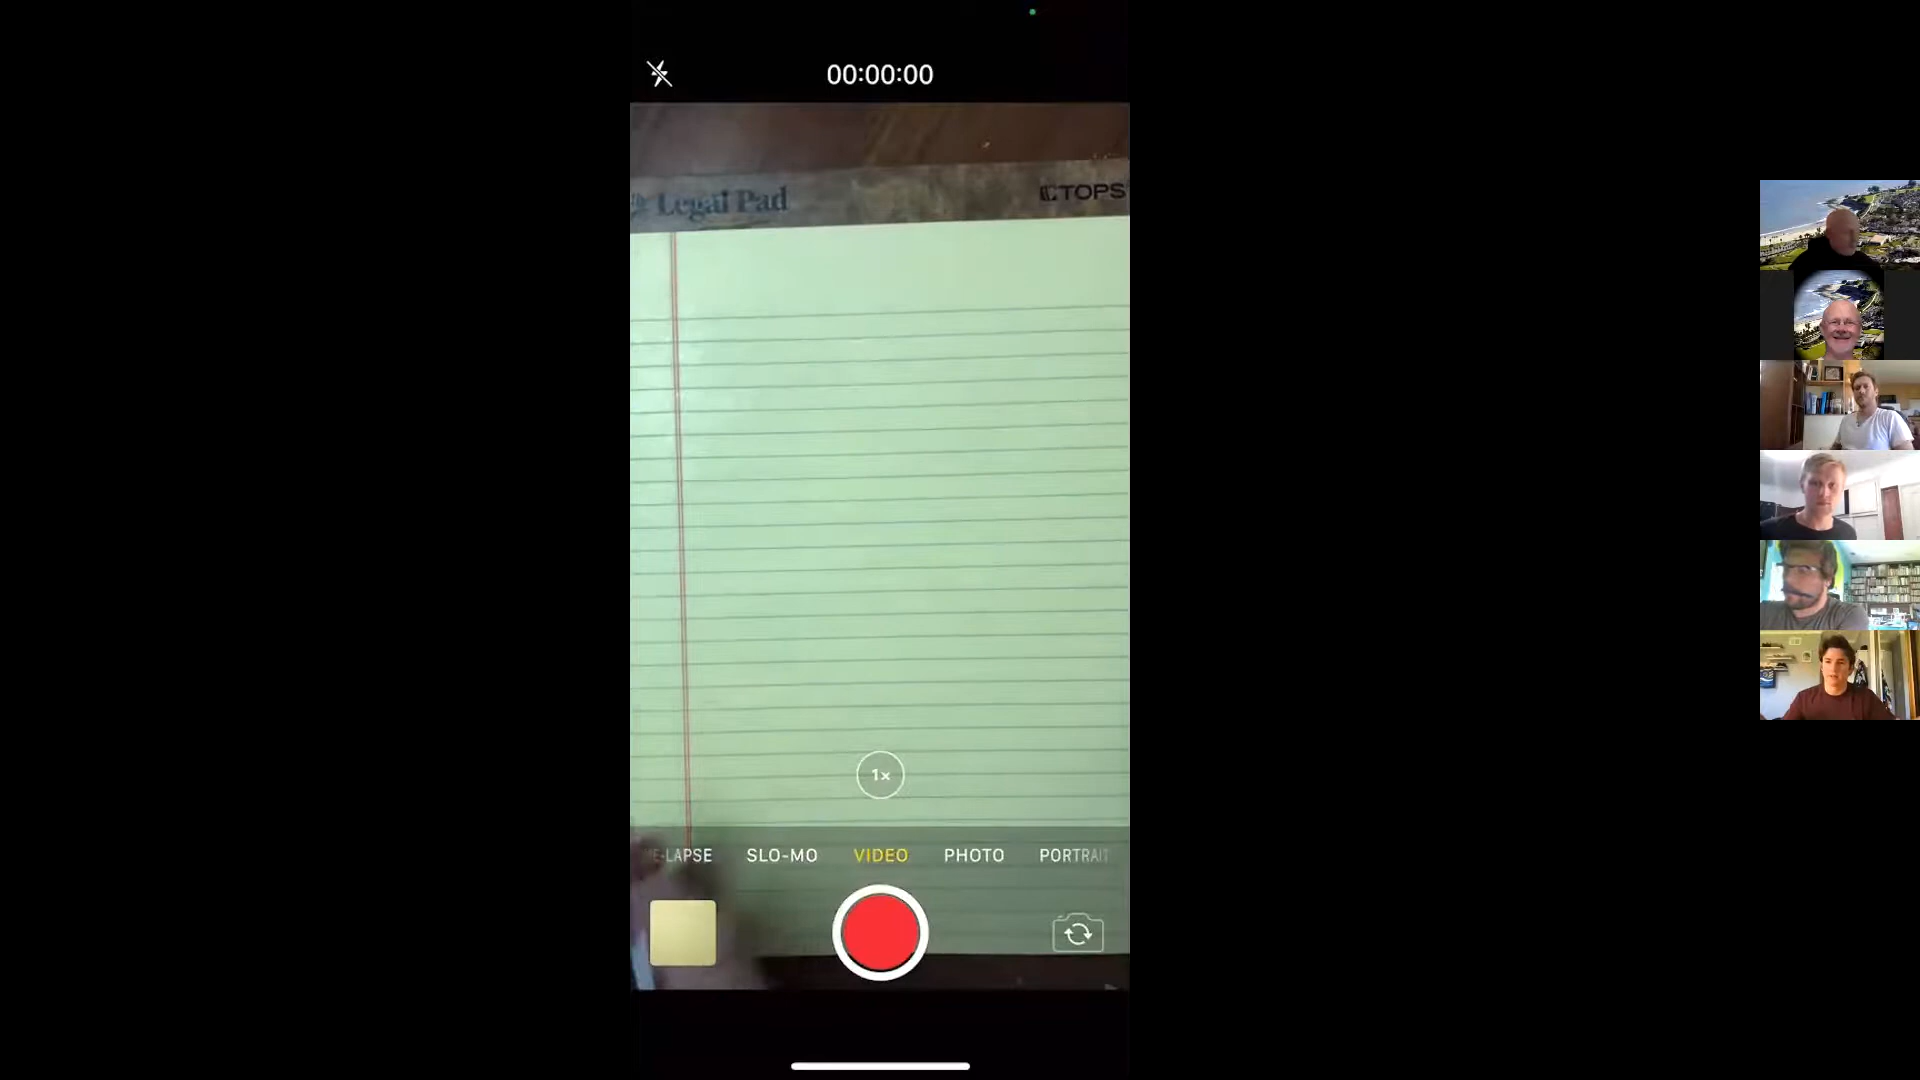 00:00:00
Legal Pad
TOPS
1x
E-LAPSE SLO-MO VIDEO PHOTO PORTRAIT